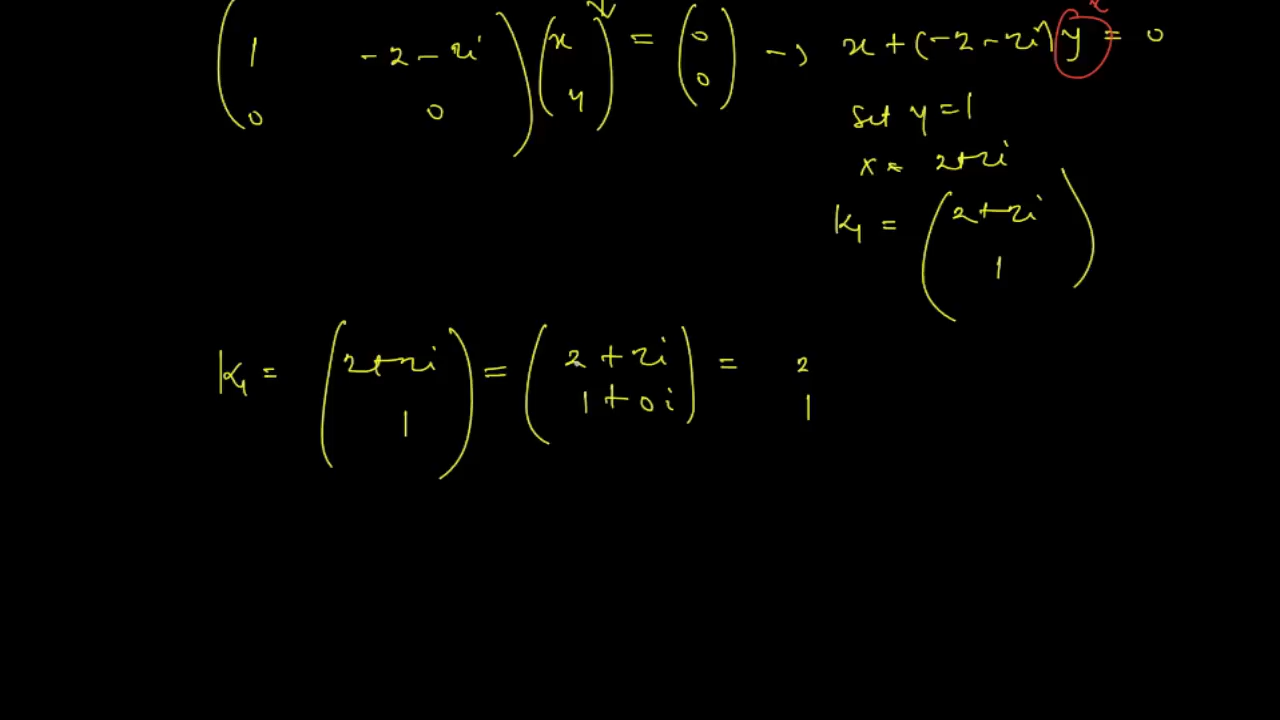 ( 1 -2 - 2i ) ( x ) = ( 0 ) → x + (-2 - 2i) y = 0
( 0 0 ) ( y ) ( 0 )
Set y = 1
x = 2+2i
K1 = ( 2+2i )
( 1 )
K1 = ( 2+2i ) = ( 2 + 2i ) = 2
( 1 ) ( 1 + 0i ) 1